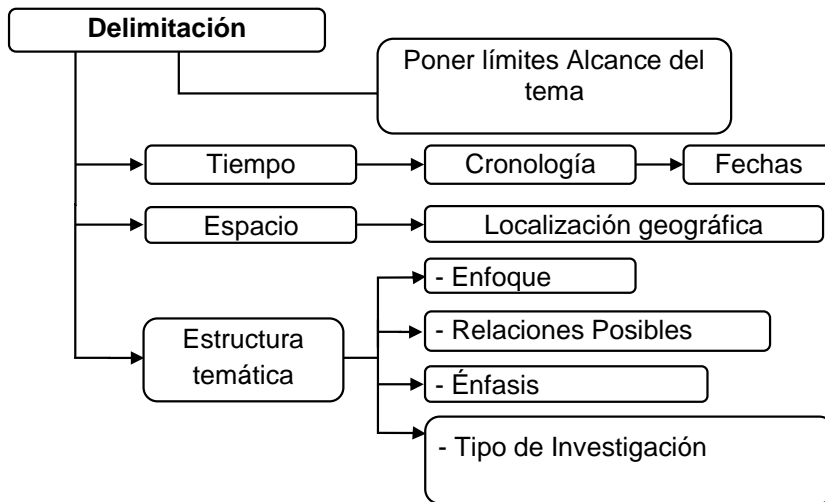 Delimitación
Poner límites Alcance del
tema
Tiempo
Cronología
Fechas
Espacio
Localización geográfica
Estructura
temática
- Enfoque
- Relaciones Posibles
- Énfasis
- Tipo de Investigación